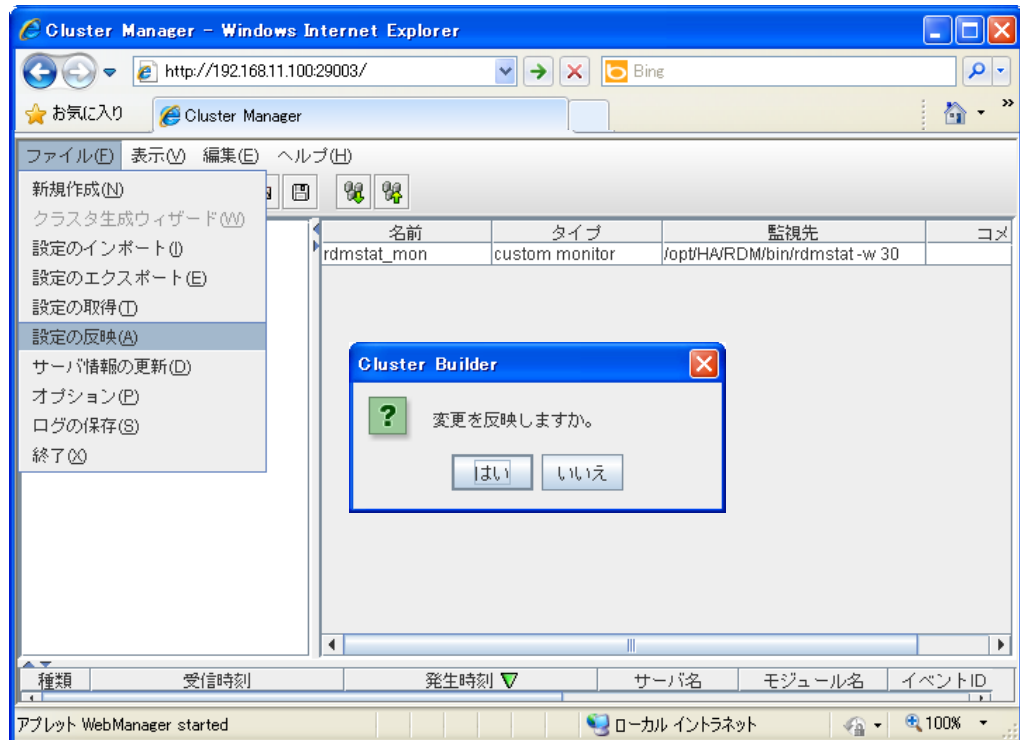 Cluster Manager - Windows Internet Explorer
http://192.168.11.100:29003/
Bing
お気に入り
Cluster Manager
ファイル(F) 表示(V) 編集(E) ヘルプ(H)
新規作成(N)
クラスタ生成ウィザード(W)
設定のインポート(I)
設定のエクスポート(E)
設定の取得(T)
設定の反映(A)
サーバ情報の更新(D)
オプション(P)
ログの保存(S)
終了(X)
名前 タイプ 監視先 コメ
rdmstat_mon custom monitor /opt/HA/RDM/bin/rdmstat -w 30
Cluster Builder
変更を反映しますか。
はい いいえ
種類 受信時刻 発生時刻 サーバ名 モジュール名 イベントID
アプレット WebManager started ローカル イントラネット 100%